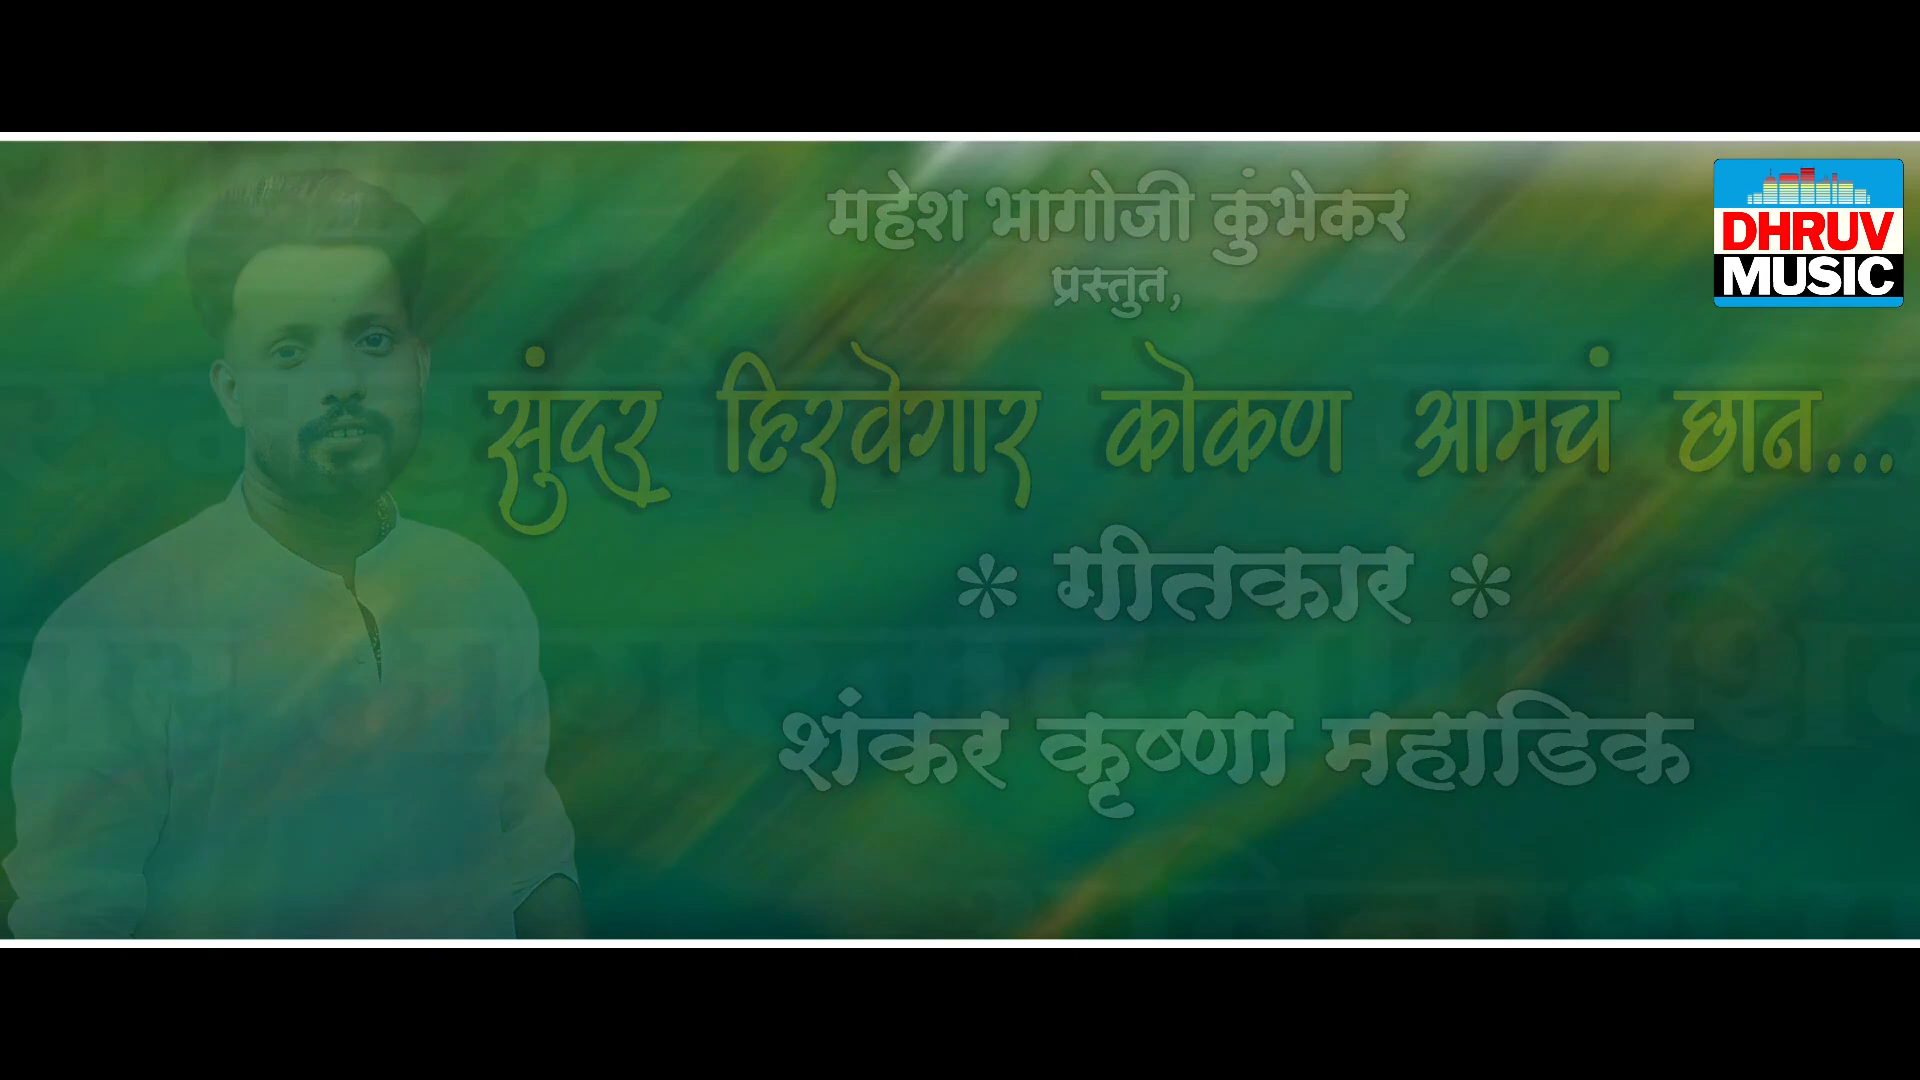 महेश भागोजी कुंभेकर
प्रस्तुत,
सुंदर हिरवेगार कोकण आमचं छान...
* गीतकार *
शंकर कृष्णा महाडिक
DHRUV
MUSIC